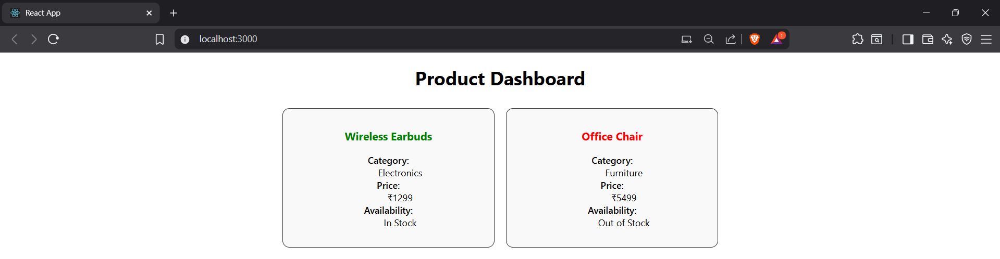 React App
localhost:3000
1
Product Dashboard
Wireless Earbuds
Category:
Electronics
Price:
₹1299
Availability:
In Stock
Office Chair
Category:
Furniture
Price:
₹5499
Availability:
Out of Stock